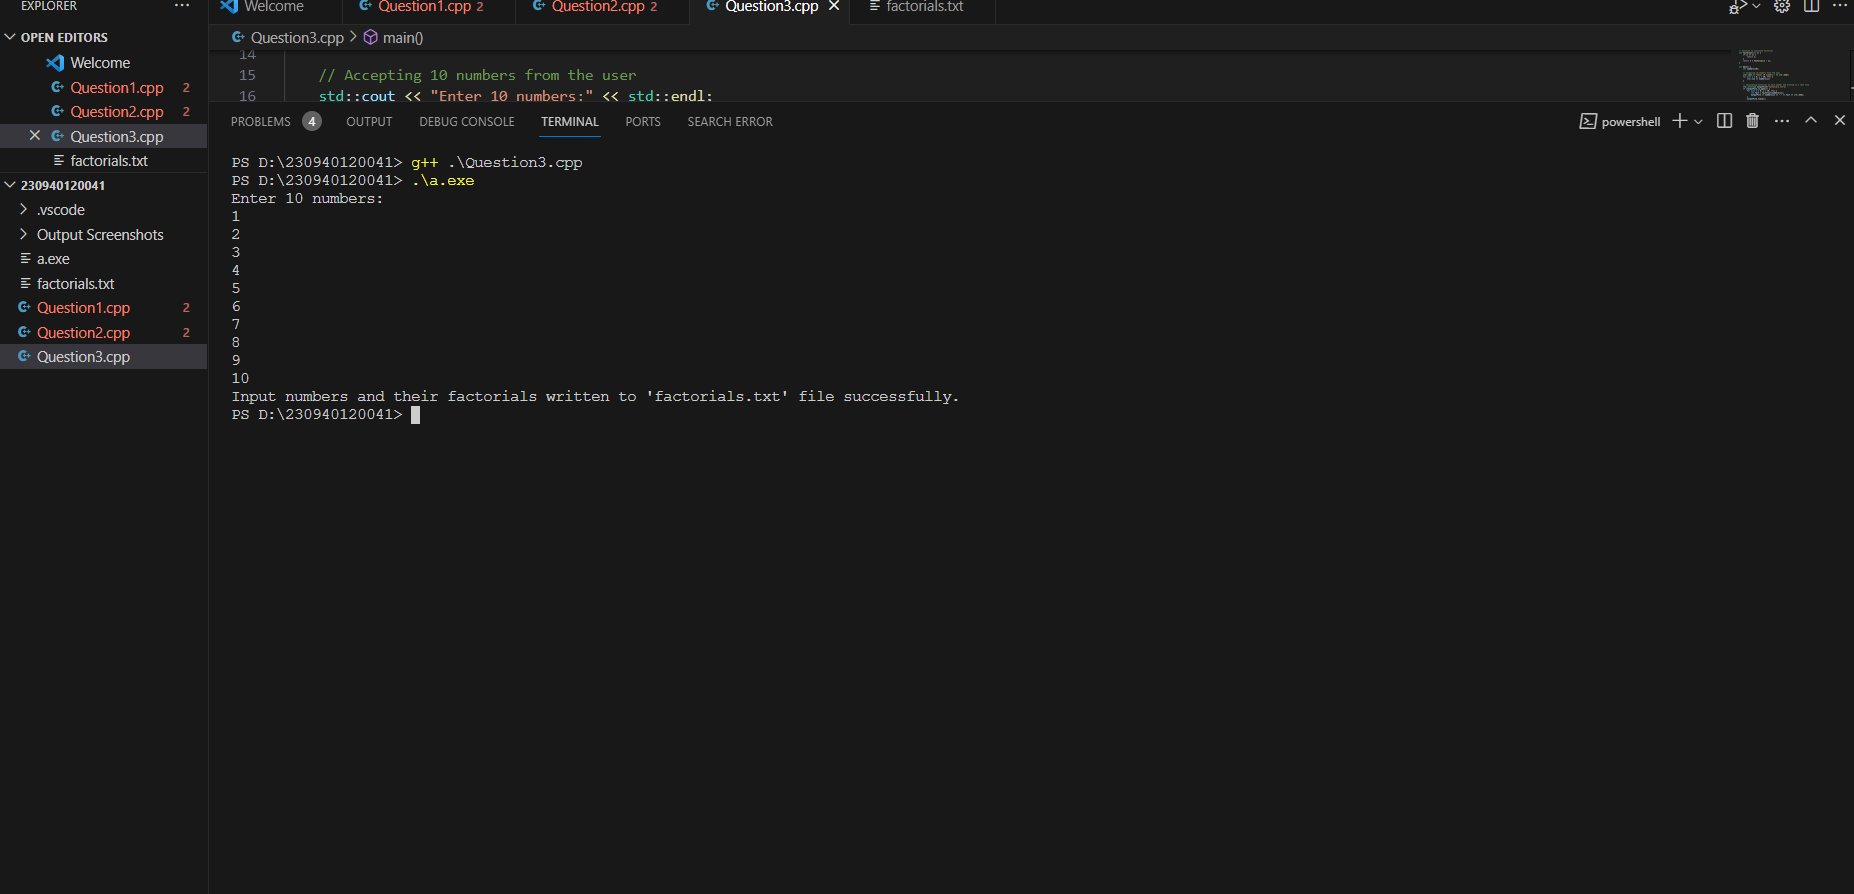 EXPLORER
OPEN EDITORS
Welcome
Question1.cpp 2
Question2.cpp 2
Question3.cpp
factorials.txt
230940120041
.vscode
Output Screenshots
a.exe
factorials.txt
Question1.cpp 2
Question2.cpp 2
Question3.cpp
Welcome Question1.cpp 2 Question2.cpp 2 Question3.cpp factorials.txt
Question3.cpp > main()
14
15 // Accepting 10 numbers from the user
16 std::cout << "Enter 10 numbers:" << std::endl;
PROBLEMS 4 OUTPUT DEBUG CONSOLE TERMINAL PORTS SEARCH ERROR powershell
PS D:\230940120041> g++ .\Question3.cpp
PS D:\230940120041> .\a.exe
Enter 10 numbers:
1
2
3
4
5
6
7
8
9
10
Input numbers and their factorials written to 'factorials.txt' file successfully.
PS D:\230940120041>